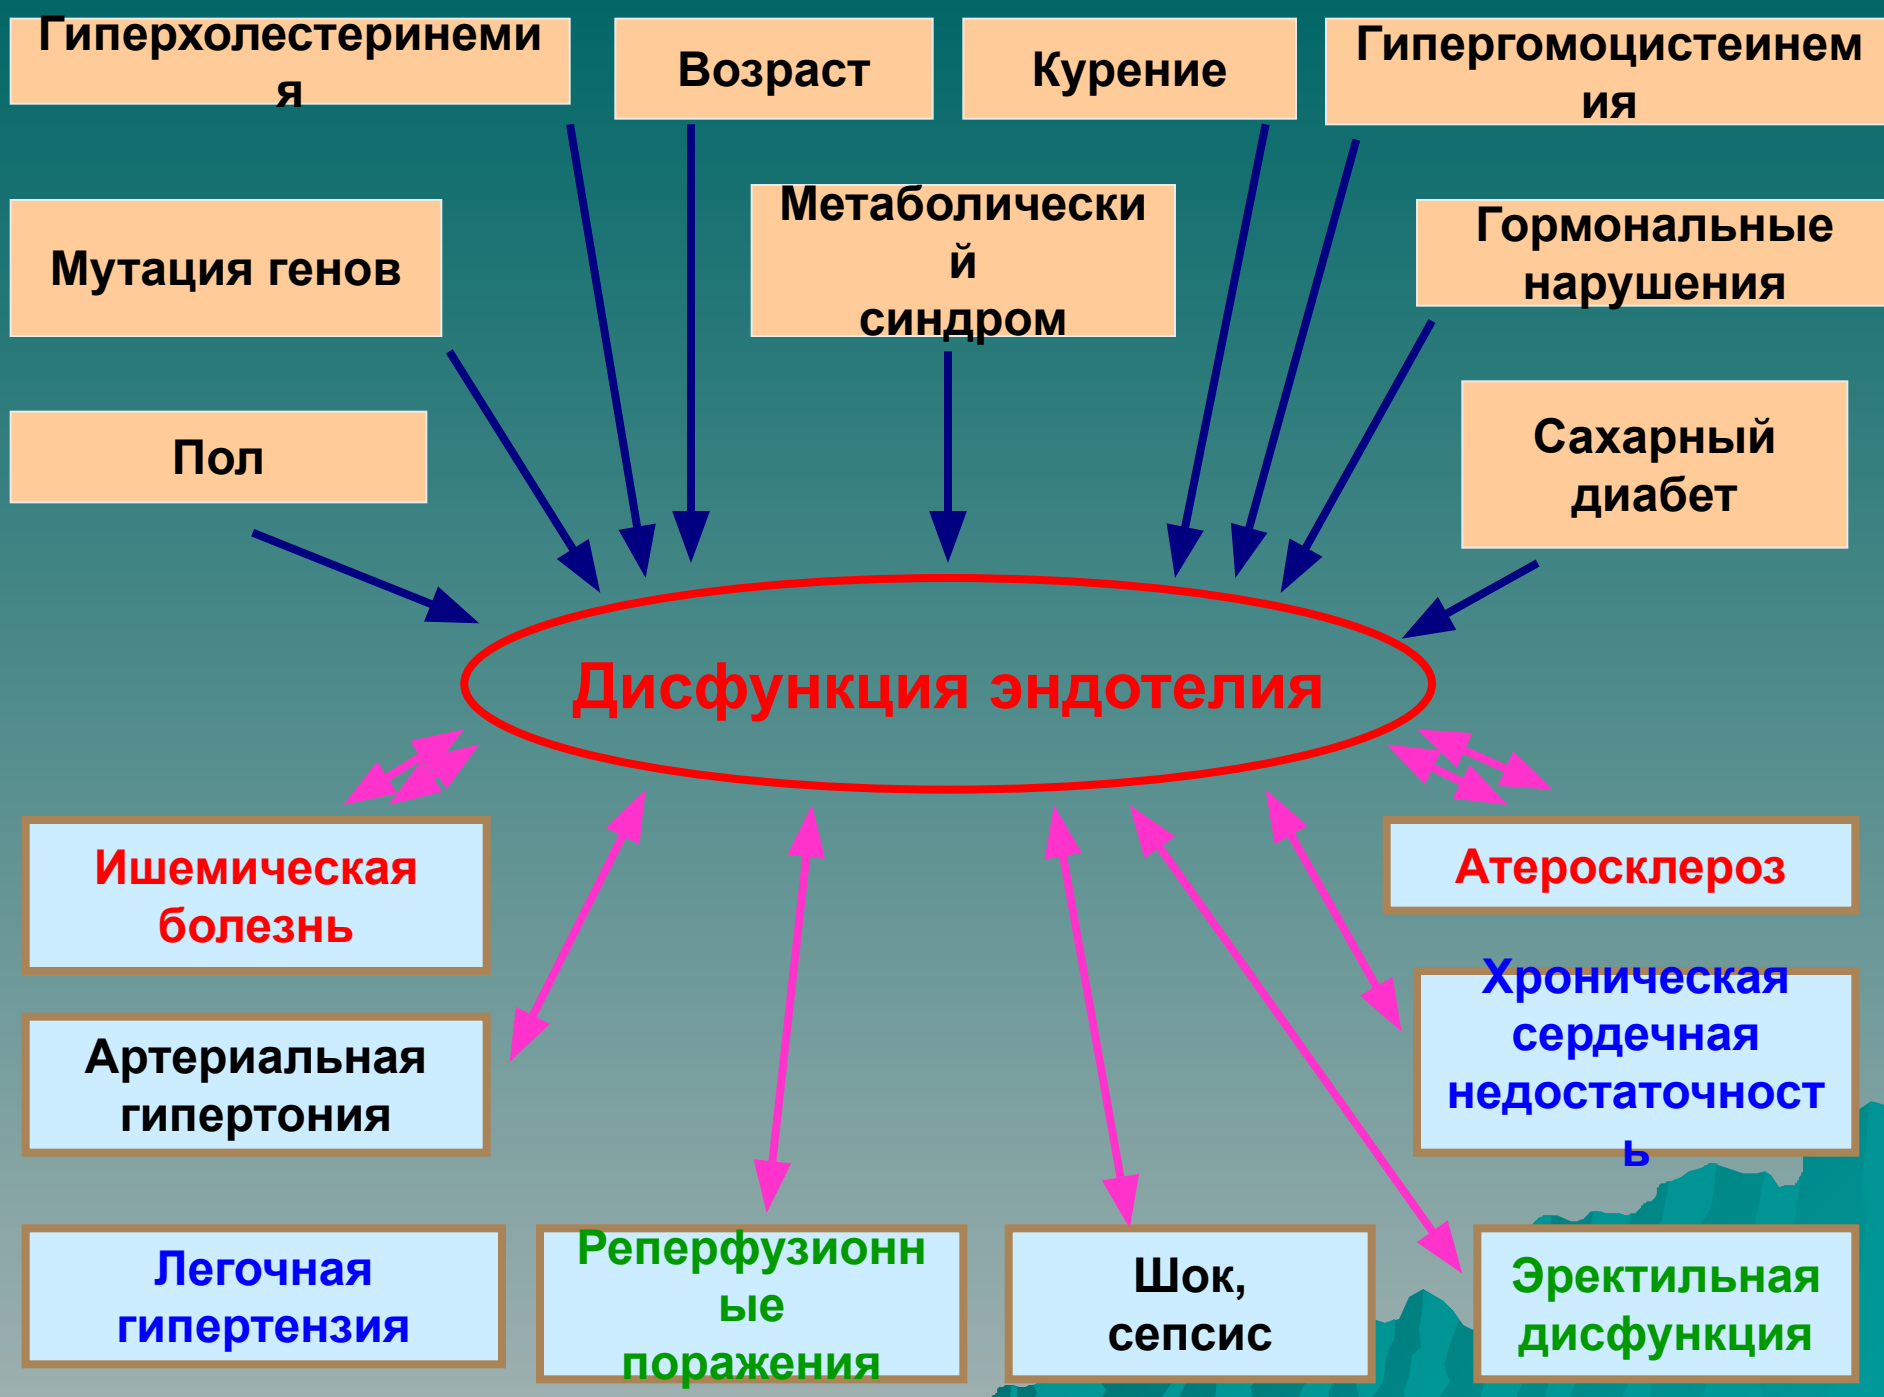 Гиперхолестеринеми
я
Возраст
Курение
Гипергомоцистеинем
ия
Мутация генов
Метаболически
й
синдром
Гормональные
нарушения
Пол
Сахарный
диабет
Дисфункция эндотелия
Ишемическая
болезнь
Атеросклероз
Артериальная
гипертония
Хроническая
сердечная
недостаточност
ь
Легочная
гипертензия
Реперфузионн
ые
поражения
Шок,
сепсис
Эректильная
дисфункция